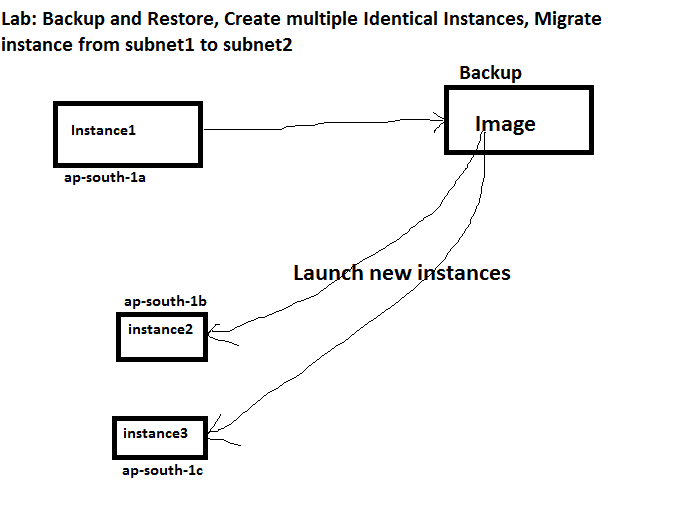 Lab: Backup and Restore, Create multiple Identical Instances, Migrate
instance from subnet1 to subnet2
Backup
Image
Instance1
ap-south-1a
Launch new instances
ap-south-1b
instance2
instance3
ap-south-1c